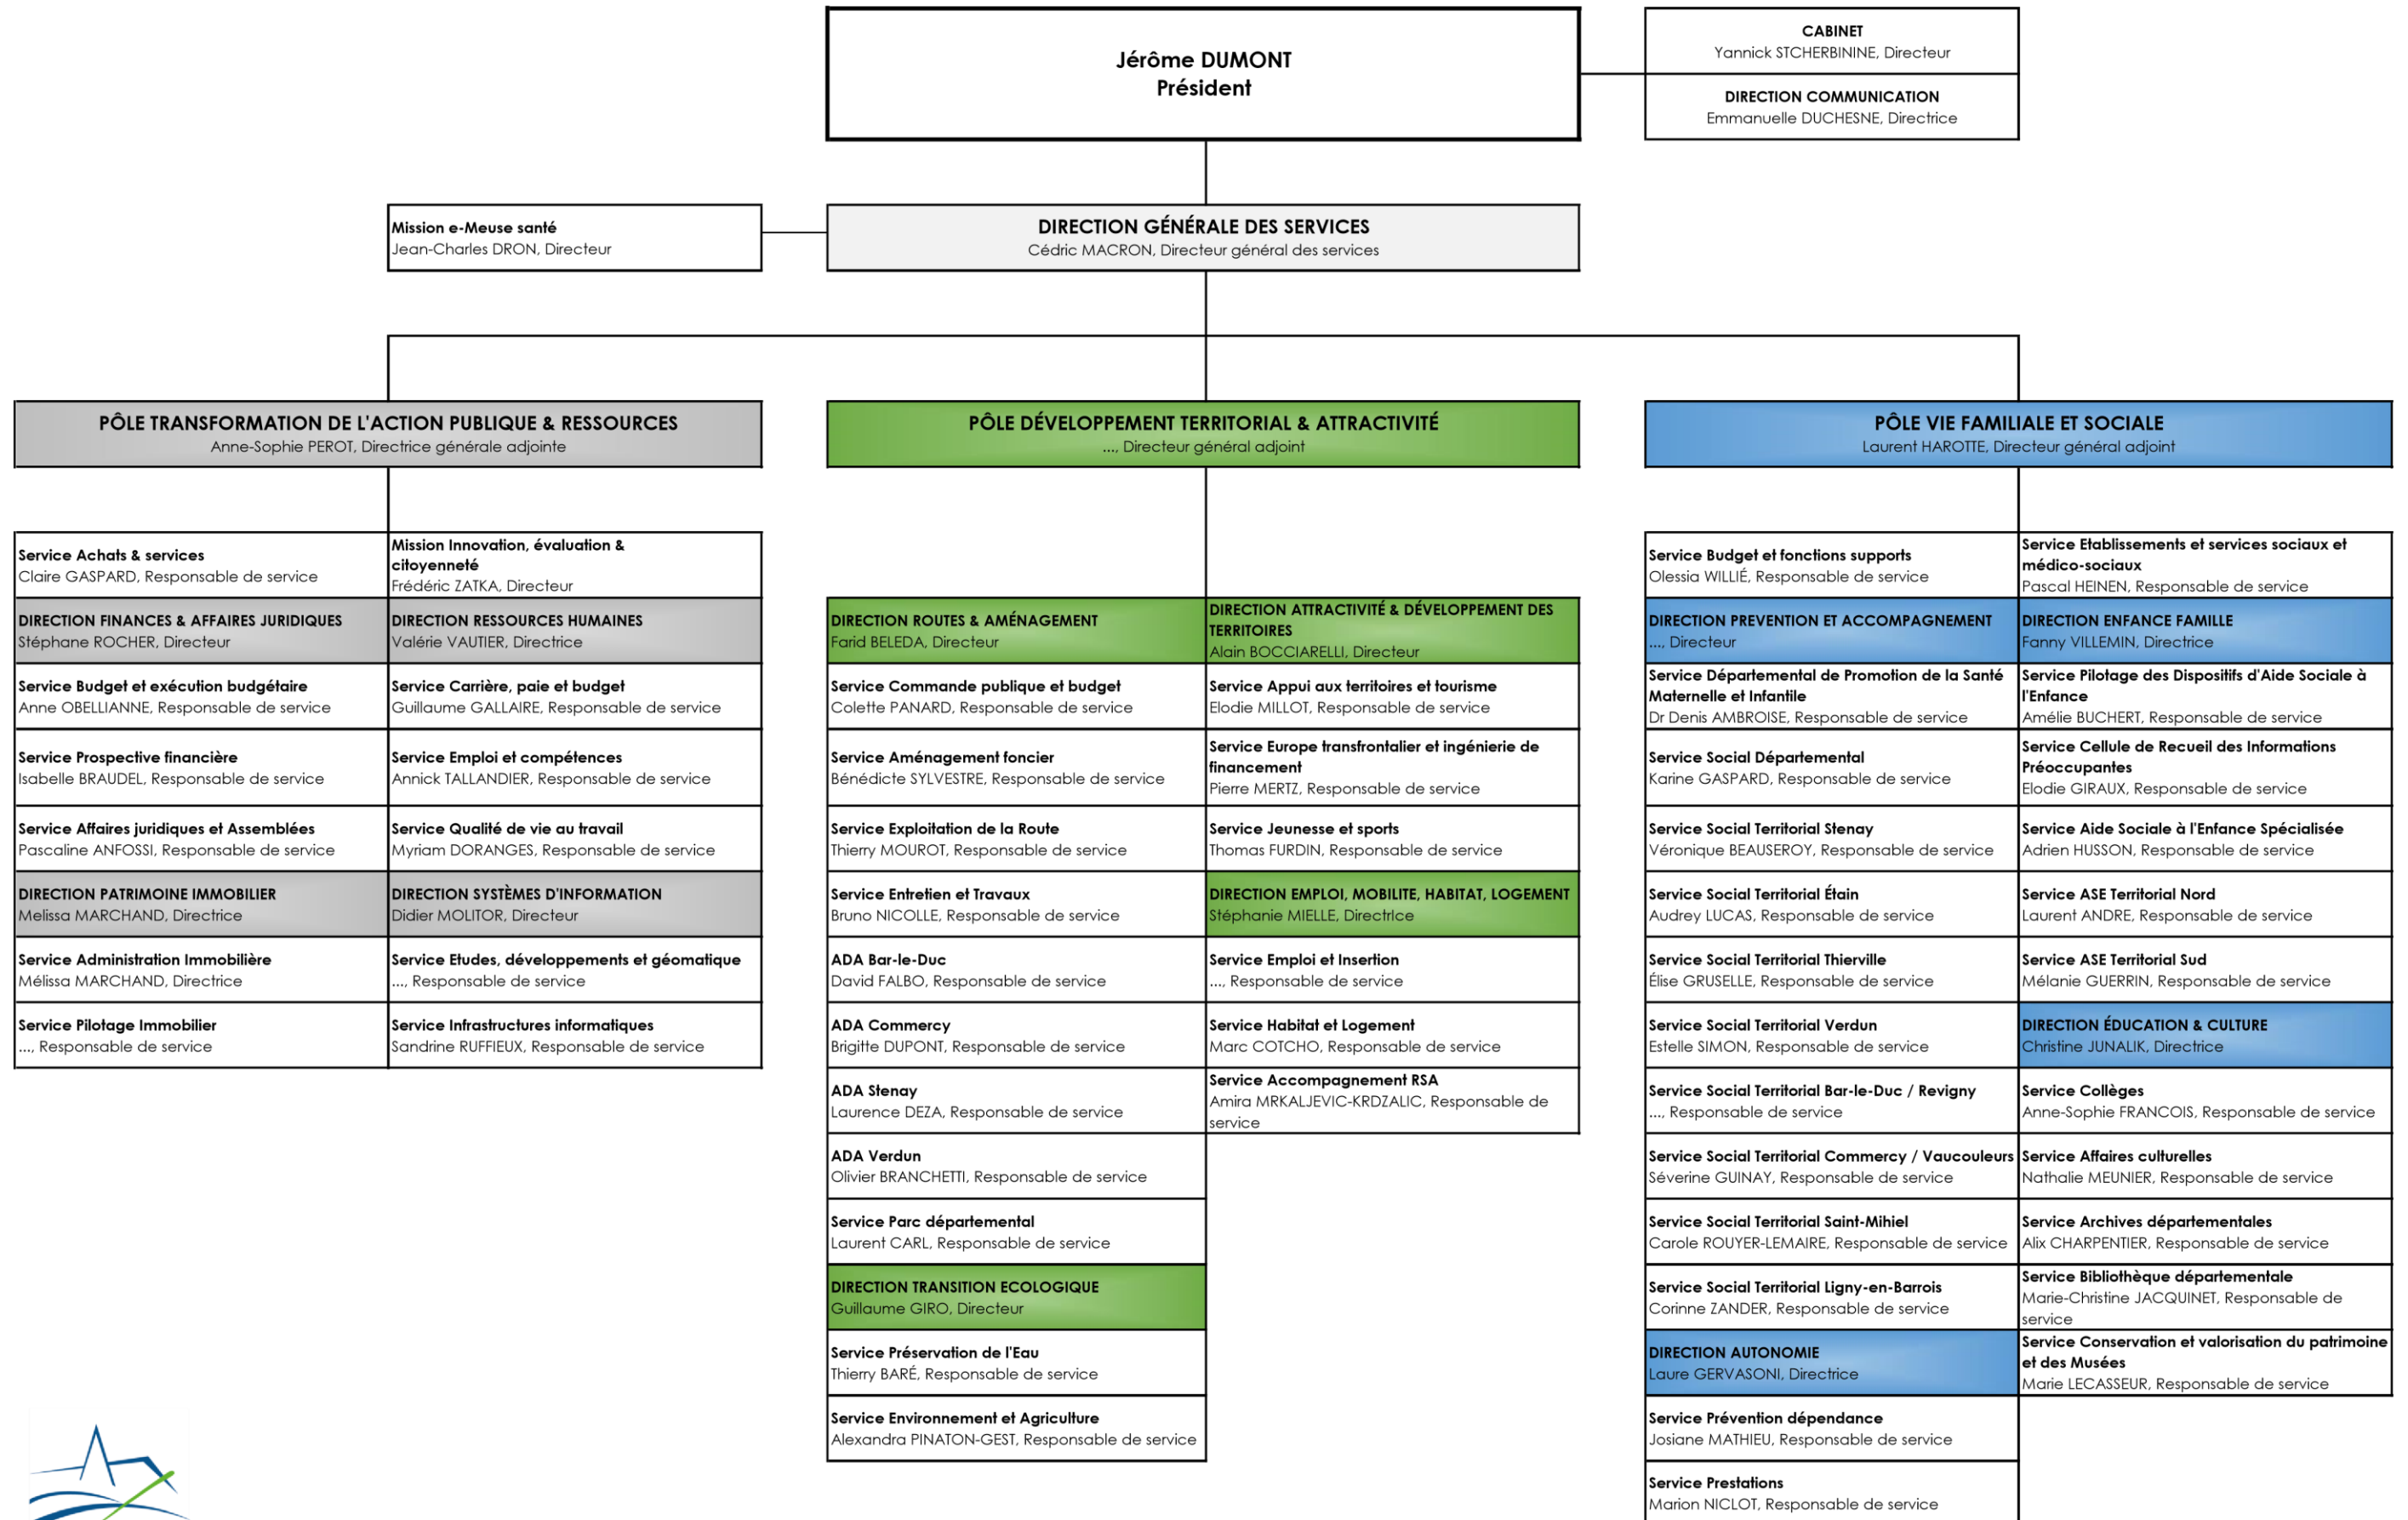 Jérôme DUMONT
Président
CABINET
Yannick STCHERBININE, Directeur
DIRECTION COMMUNICATION
Emmanuelle DUCHESNE, Directrice
Mission e-Meuse santé
Jean-Charles DRON, Directeur
DIRECTION GÉNÉRALE DES SERVICES
Cédric MACRON, Directeur général des services
PÔLE TRANSFORMATION DE L'ACTION PUBLIQUE & RESSOURCES
Anne-Sophie PEROT, Directrice générale adjointe
Service Achats & services
Claire GASPARD, Responsable de service
DIRECTION FINANCES & AFFAIRES JURIDIQUES
Stéphane ROCHER, Directeur
Service Budget et exécution budgétaire
Anne OBELLIANNE, Responsable de service
Service Prospective financière
Isabelle BRAUDEL, Responsable de service
Service Affaires juridiques et Assemblées
Pascaline ANFOSSI, Responsable de service
DIRECTION PATRIMOINE IMMOBILIER
Melissa MARCHAND, Directrice
Service Administration Immobilière
Mélissa MARCHAND, Directrice
Service Pilotage Immobilier
..., Responsable de service
Mission Innovation, évaluation &
citoyenneté
Frédéric ZATKA, Directeur
DIRECTION RESSOURCES HUMAINES
Valérie VAUTIER, Directrice
Service Carrière, paie et budget
Guillaume GALLAIRE, Responsable de service
Service Emploi et compétences
Annick TALLANDIER, Responsable de service
Service Qualité de vie au travail
Myriam DORANGES, Responsable de service
DIRECTION SYSTÈMES D'INFORMATION
Didier MOLITOR, Directeur
Service Etudes, développements et géomatique
..., Responsable de service
Service Infrastructures informatiques
Sandrine RUFFIEUX, Responsable de service
PÔLE DÉVELOPPEMENT TERRITORIAL & ATTRACTIVITÉ
..., Directeur général adjoint
DIRECTION ROUTES & AMÉNAGEMENT
Farid BELEDA, Directeur
Service Commande publique et budget
Colette PANARD, Responsable de service
Service Aménagement foncier
Bénédicte SYLVESTRE, Responsable de service
Service Exploitation de la Route
Thierry MOUROT, Responsable de service
Service Entretien et Travaux
Bruno NICOLLE, Responsable de service
ADA Bar-le-Duc
David FALBO, Responsable de service
ADA Commercy
Brigitte DUPONT, Responsable de service
ADA Stenay
Laurence DEZA, Responsable de service
ADA Verdun
Olivier BRANCHETTI, Responsable de service
Service Parc départemental
Laurent CARL, Responsable de service
DIRECTION TRANSITION ECOLOGIQUE
Guillaume GIRO, Directeur
Service Préservation de l'Eau
Thierry BARÉ, Responsable de service
Service Environnement et Agriculture
Alexandra PINATON-GEST, Responsable de service
DIRECTION ATTRACTIVITÉ & DÉVELOPPEMENT DES
TERRITOIRES
Alain BOCCIARELLI, Directeur
Service Appui aux territoires et tourisme
Elodie MILLOT, Responsable de service
Service Europe transfrontalier et ingénierie de
financement
Pierre MERTZ, Responsable de service
Service Jeunesse et sports
Thomas FURDIN, Responsable de service
DIRECTION EMPLOI, MOBILITE, HABITAT, LOGEMENT
Stéphanie MIELLE, DirectrIce
Service Emploi et Insertion
..., Responsable de service
Service Habitat et Logement
Marc COTCHO, Responsable de service
Service Accompagnement RSA
Amira MRKALJEVIC-KRDZALIC, Responsable de
service
PÔLE VIE FAMILIALE ET SOCIALE
Laurent HAROTTE, Directeur général adjoint
Service Budget et fonctions supports
Olessia WILLIÉ, Responsable de service
DIRECTION PREVENTION ET ACCOMPAGNEMENT
..., Directeur
Service Départemental de Promotion de la Santé
Maternelle et Infantile
Dr Denis AMBROISE, Responsable de service
Service Social Départemental
Karine GASPARD, Responsable de service
Service Social Territorial Stenay
Véronique BEAUSEROY, Responsable de service
Service Social Territorial Étain
Audrey LUCAS, Responsable de service
Service Social Territorial Thierville
Élise GRUSELLE, Responsable de service
Service Social Territorial Verdun
Estelle SIMON, Responsable de service
Service Social Territorial Bar-le-Duc / Revigny
..., Responsable de service
Service Social Territorial Commercy / Vaucouleurs
Séverine GUINAY, Responsable de service
Service Social Territorial Saint-Mihiel
Carole ROUYER-LEMAIRE, Responsable de service
Service Social Territorial Ligny-en-Barrois
Corinne ZANDER, Responsable de service
DIRECTION AUTONOMIE
Laure GERVASONI, Directrice
Service Prévention dépendance
Josiane MATHIEU, Responsable de service
Service Prestations
Marion NICLOT, Responsable de service
Service Etablissements et services sociaux et
médico-sociaux
Pascal HEINEN, Responsable de service
DIRECTION ENFANCE FAMILLE
Fanny VILLEMIN, Directrice
Service Pilotage des Dispositifs d'Aide Sociale à
l'Enfance
Amélie BUCHERT, Responsable de service
Service Cellule de Recueil des Informations
Préoccupantes
Elodie GIRAUX, Responsable de service
Service Aide Sociale à l'Enfance Spécialisée
Adrien HUSSON, Responsable de service
Service ASE Territorial Nord
Laurent ANDRE, Responsable de service
Service ASE Territorial Sud
Mélanie GUERRIN, Responsable de service
DIRECTION ÉDUCATION & CULTURE
Christine JUNALIK, Directrice
Service Collèges
Anne-Sophie FRANCOIS, Responsable de service
Service Affaires culturelles
Nathalie MEUNIER, Responsable de service
Service Archives départementales
Alix CHARPENTIER, Responsable de service
Service Bibliothèque départementale
Marie-Christine JACQUINET, Responsable de
service
Service Conservation et valorisation du patrimoine
et des Musées
Marie LECASSEUR, Responsable de service